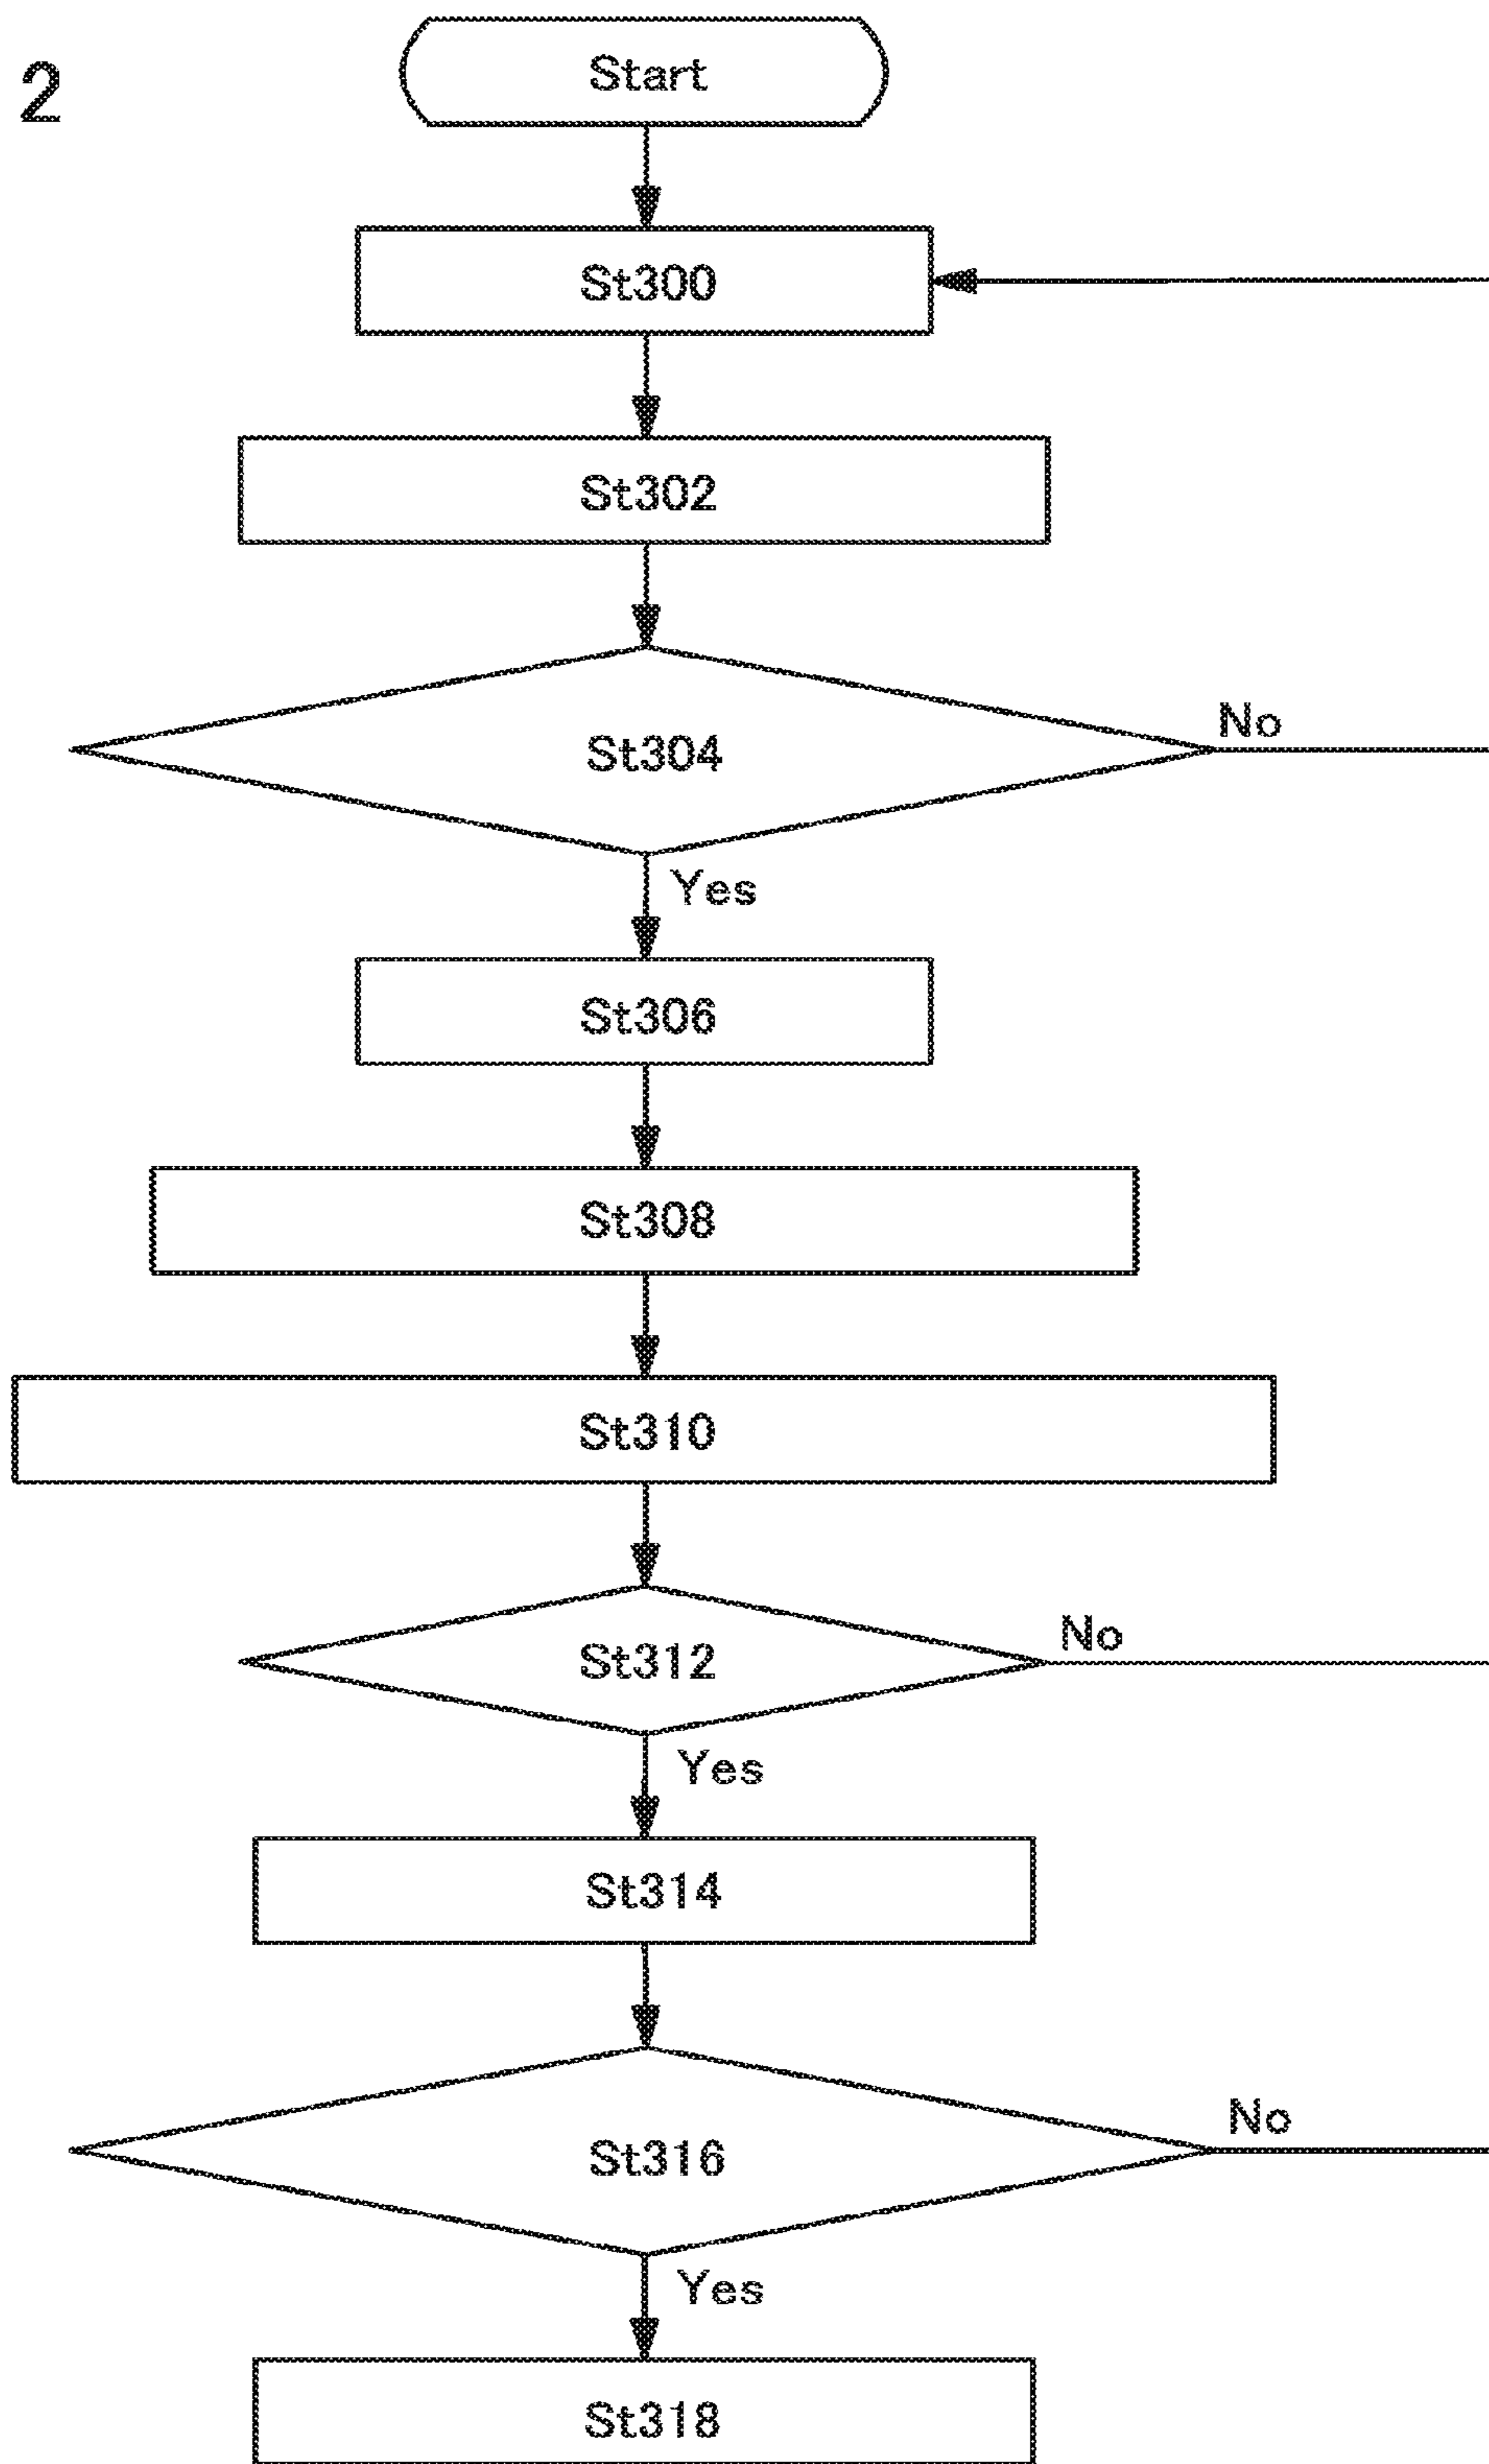 2
Start
St300
St302
St304
No
Yes
St306
St308
St310
St312
No
Yes
St314
St316
No
Yes
St318